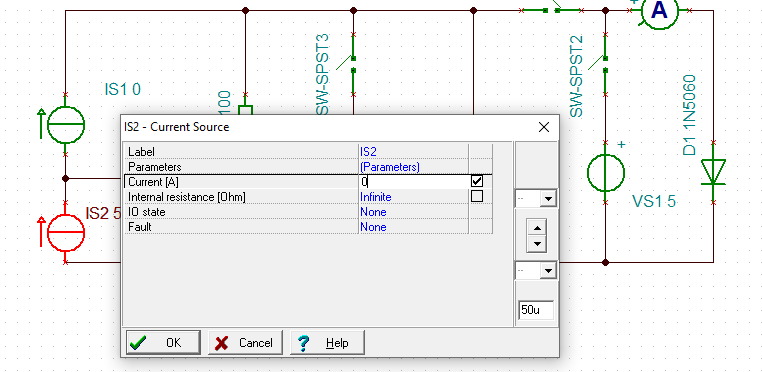 A
+
SW-SPST3
SW-SPST2
IS1 0
100
D1 1N5060
IS2 - Current Source
Label IS2
Parameters (Parameters)
Current [A] 0
Internal resistance [Ohm] Infinite
IO state None
Fault None
+
VS1 5
IS2 5
--
--
50u
OK Cancel ? Help